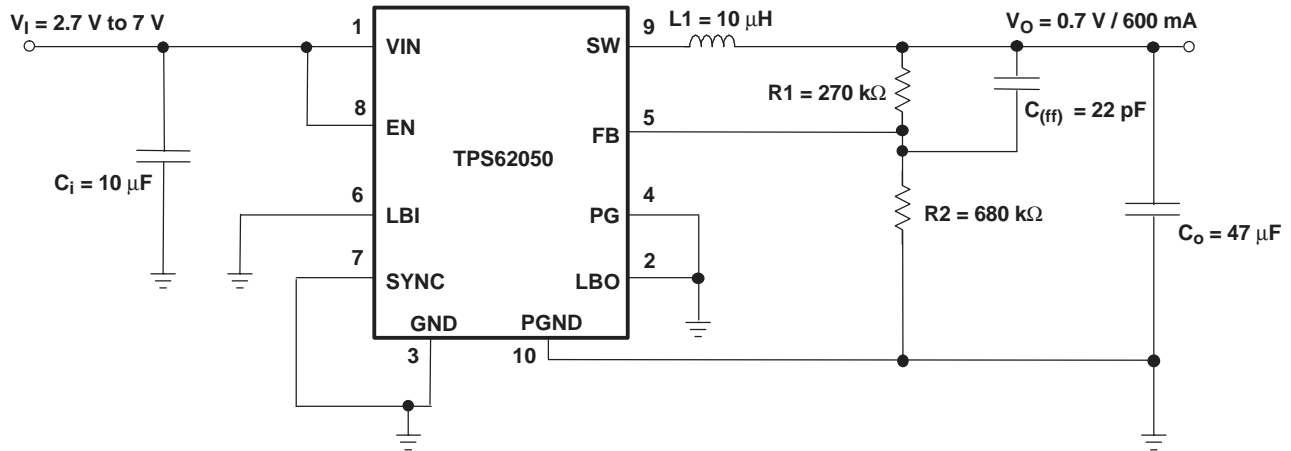 V_I = 2.7 V to 7 V
1
VIN
SW
9
L1 = 10 μH
V_O = 0.7 V / 600 mA
R1 = 270 kΩ
C_(ff) = 22 pF
8
EN
FB
5
TPS62050
C_i = 10 μF
6
LBI
PG
4
R2 = 680 kΩ
C_o = 47 μF
7
SYNC
LBO
2
GND
PGND
3
10